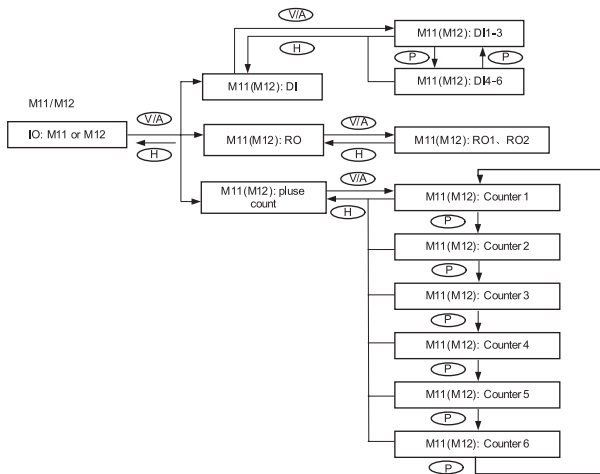 V/A
M11(M12): DI1-3
H
P
P
M11(M12): DI
M11(M12): DI4-6
M11/M12
V/A
V/A
IO: M11 or M12
M11(M12): RO
M11(M12): RO1、RO2
H
H
V/A
M11(M12): pluse
count
M11(M12): Counter 1
H
P
M11(M12): Counter 2
P
M11(M12): Counter 3
P
M11(M12): Counter 4
P
M11(M12): Counter 5
P
M11(M12): Counter 6
P